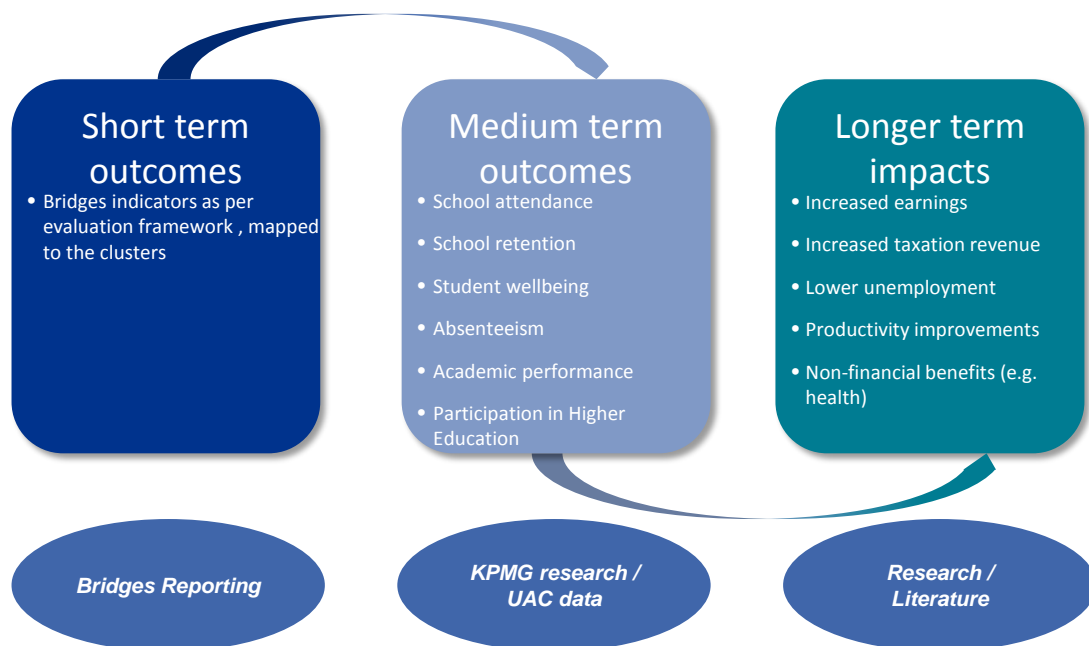 Short term
outcomes
• Bridges indicators as per
evaluation framework , mapped
to the clusters
Medium term
outcomes
• School attendance
• School retention
• Student wellbeing
• Absenteeism
• Academic performance
• Participation in Higher
Education
Longer term
impacts
• Increased earnings
• Increased taxation revenue
• Lower unemployment
• Productivity improvements
• Non-financial benefits (e.g.
health)
Bridges Reporting
KPMG research /
UAC data
Research /
Literature